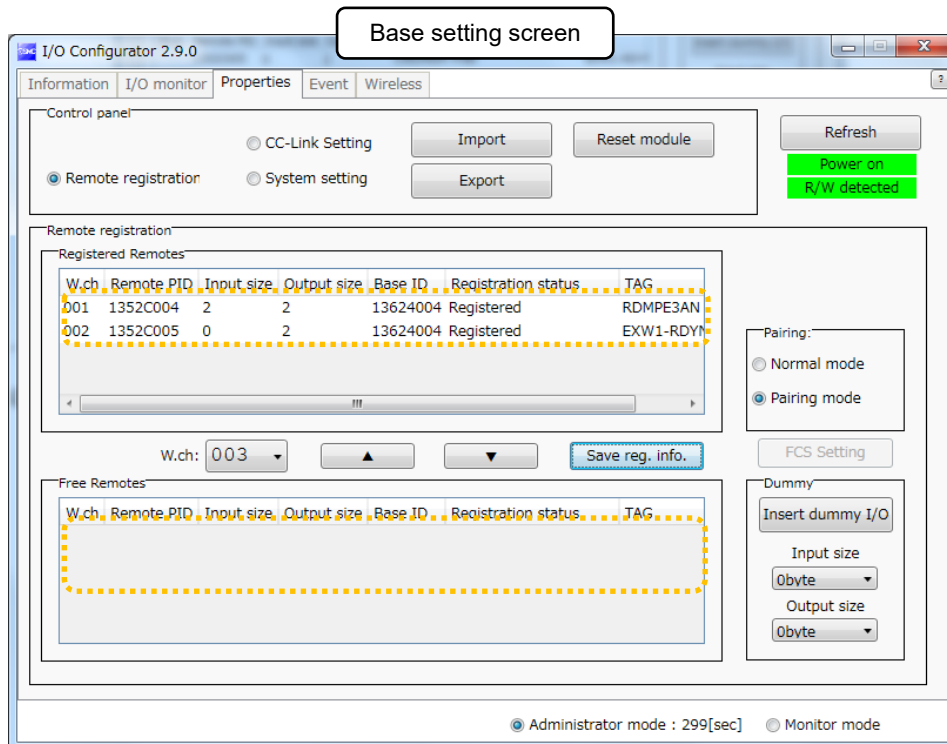 Base setting screen
I/O Configurator 2.9.0
Information I/O monitor Properties Event Wireless
?
Control panel
CC-Link Setting Import Reset module Refresh
Remote registration System setting Export Power on
R/W detected
Remote registration
Registered Remotes
W.ch Remote PID Input size Output size Base ID Registration status TAG
001 1352C004 2 2 13624004 Registered RDMPE3AN
002 1352C005 0 2 13624004 Registered EXW1-RDYN
Pairing:
Normal mode
Pairing mode
W.ch: 003 ▲ ▼ Save reg. info. FCS Setting
Free Remotes
W.ch Remote PID Input size Output size Base ID Registration status TAG
Dummy
Insert dummy I/O
Input size
0byte
Output size
0byte
Administrator mode : 299[sec] Monitor mode